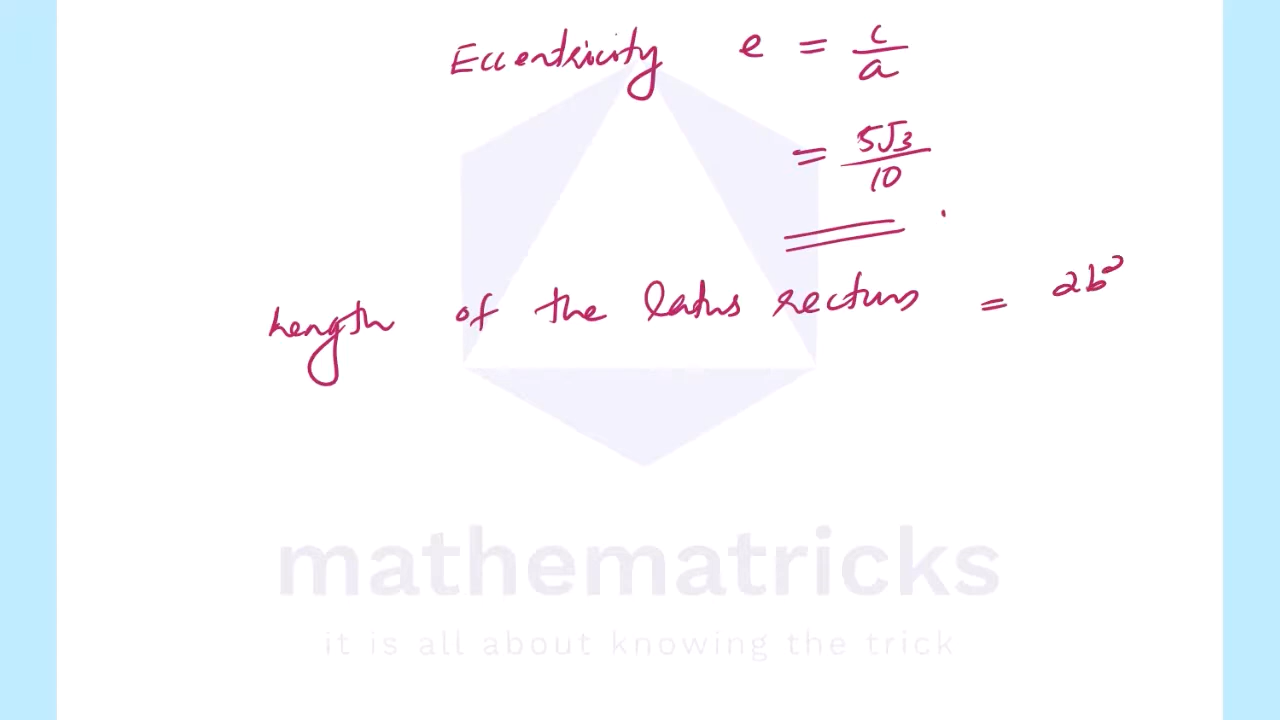 Eccentricity e = c/a
= 5√3/10
Length of the latus rectum = 2b²
mathematricks
it is all about knowing the trick